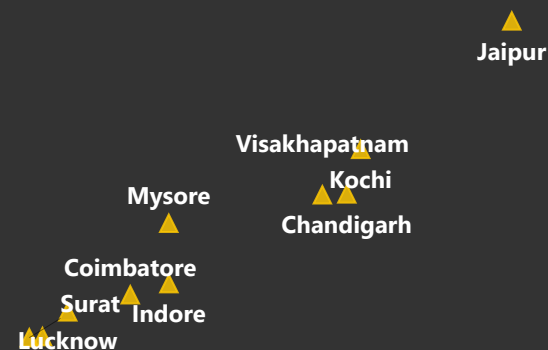 Jaipur
Visakhapatnam
Kochi
Mysore
Chandigarh
Coimbatore
Surat
Indore
Lucknow